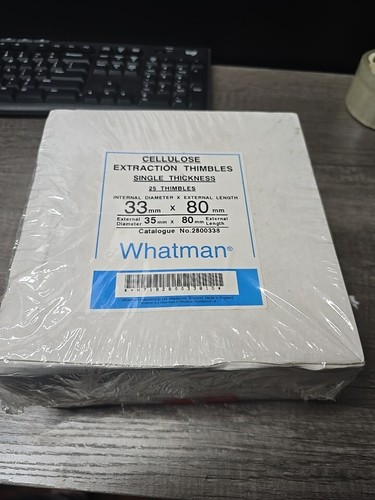 CELLULOSE
EXTRACTION THIMBLES
SINGLE THICKNESS
25 THIMBLES
INTERNAL DIAMETER X EXTERNAL LENGTH
33mm x 80mm
External Diameter 35mm x 80mm External Length
Catalogue No.2800338
Whatman®